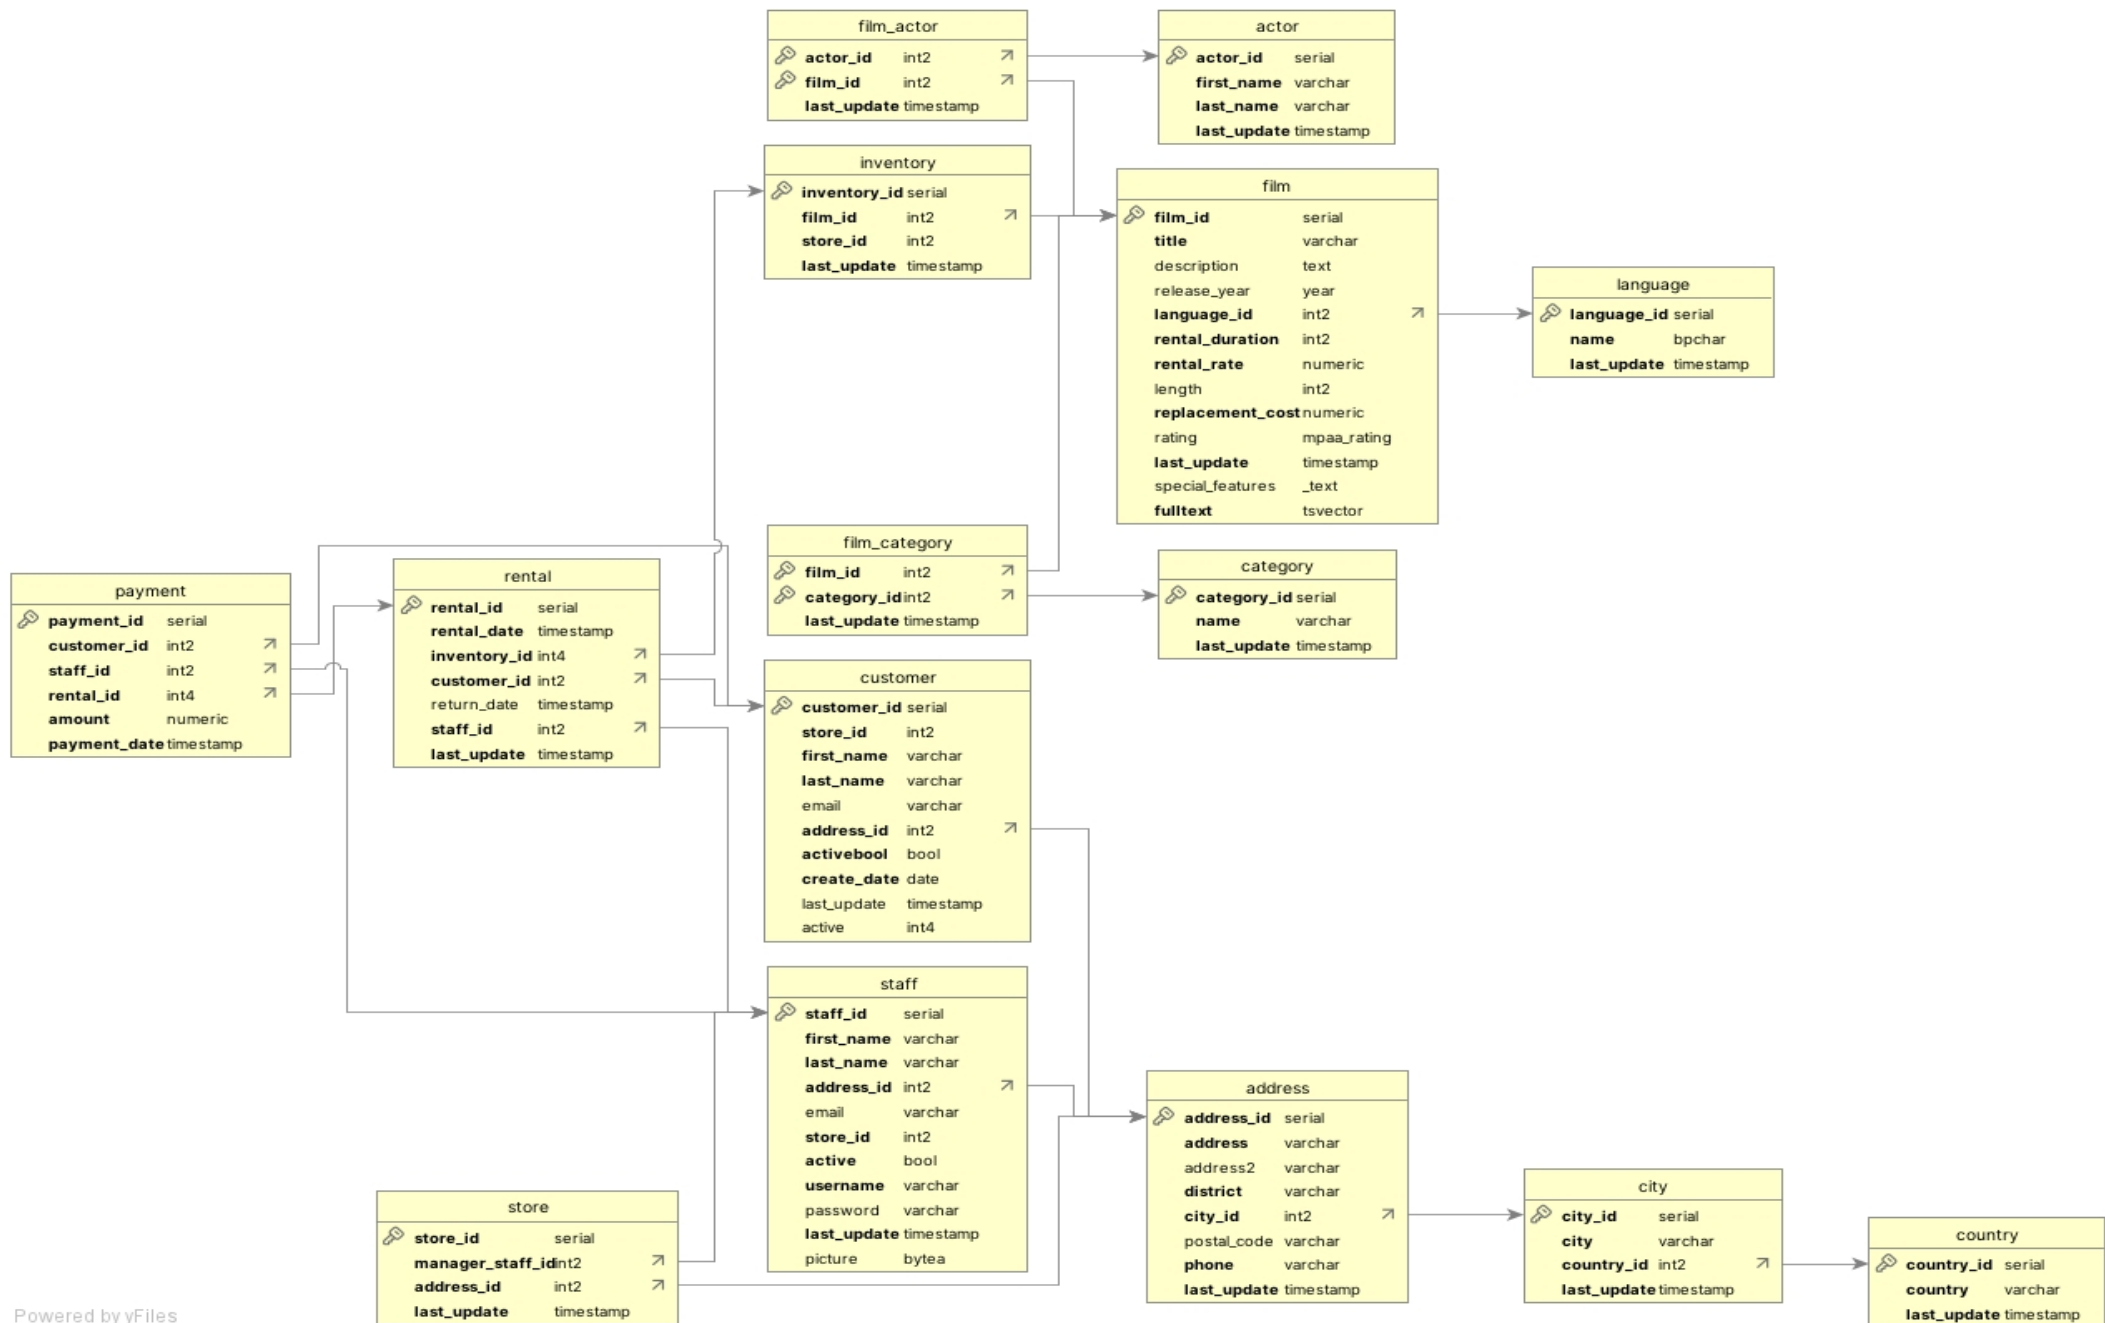 film_actor
actor_id int2
film_id int2
last_update timestamp
actor
actor_id serial
first_name varchar
last_name varchar
last_update timestamp
inventory
inventory_id serial
film_id int2
store_id int2
last_update timestamp
film
film_id serial
title varchar
description text
release_year year
language_id int2
rental_duration int2
rental_rate numeric
length int2
replacement_cost numeric
rating mpaa_rating
last_update timestamp
special_features _text
fulltext tsvector
language
language_id serial
name bpchar
last_update timestamp
payment
payment_id serial
customer_id int2
staff_id int2
rental_id int4
amount numeric
payment_date timestamp
rental
rental_id serial
rental_date timestamp
inventory_id int4
customer_id int2
return_date timestamp
staff_id int2
last_update timestamp
film_category
film_id int2
category_id int2
last_update timestamp
category
category_id serial
name varchar
last_update timestamp
customer
customer_id serial
store_id int2
first_name varchar
last_name varchar
email varchar
address_id int2
activebool bool
create_date date
last_update timestamp
active int4
staff
staff_id serial
first_name varchar
last_name varchar
address_id int2
email varchar
store_id int2
active bool
username varchar
password varchar
last_update timestamp
picture bytea
store
store_id serial
manager_staff_id int2
address_id int2
last_update timestamp
address
address_id serial
address varchar
address2 varchar
district varchar
city_id int2
postal_code varchar
phone varchar
last_update timestamp
city
city_id serial
city varchar
country_id int2
last_update timestamp
country
country_id serial
country varchar
last_update timestamp
Powered by yFiles